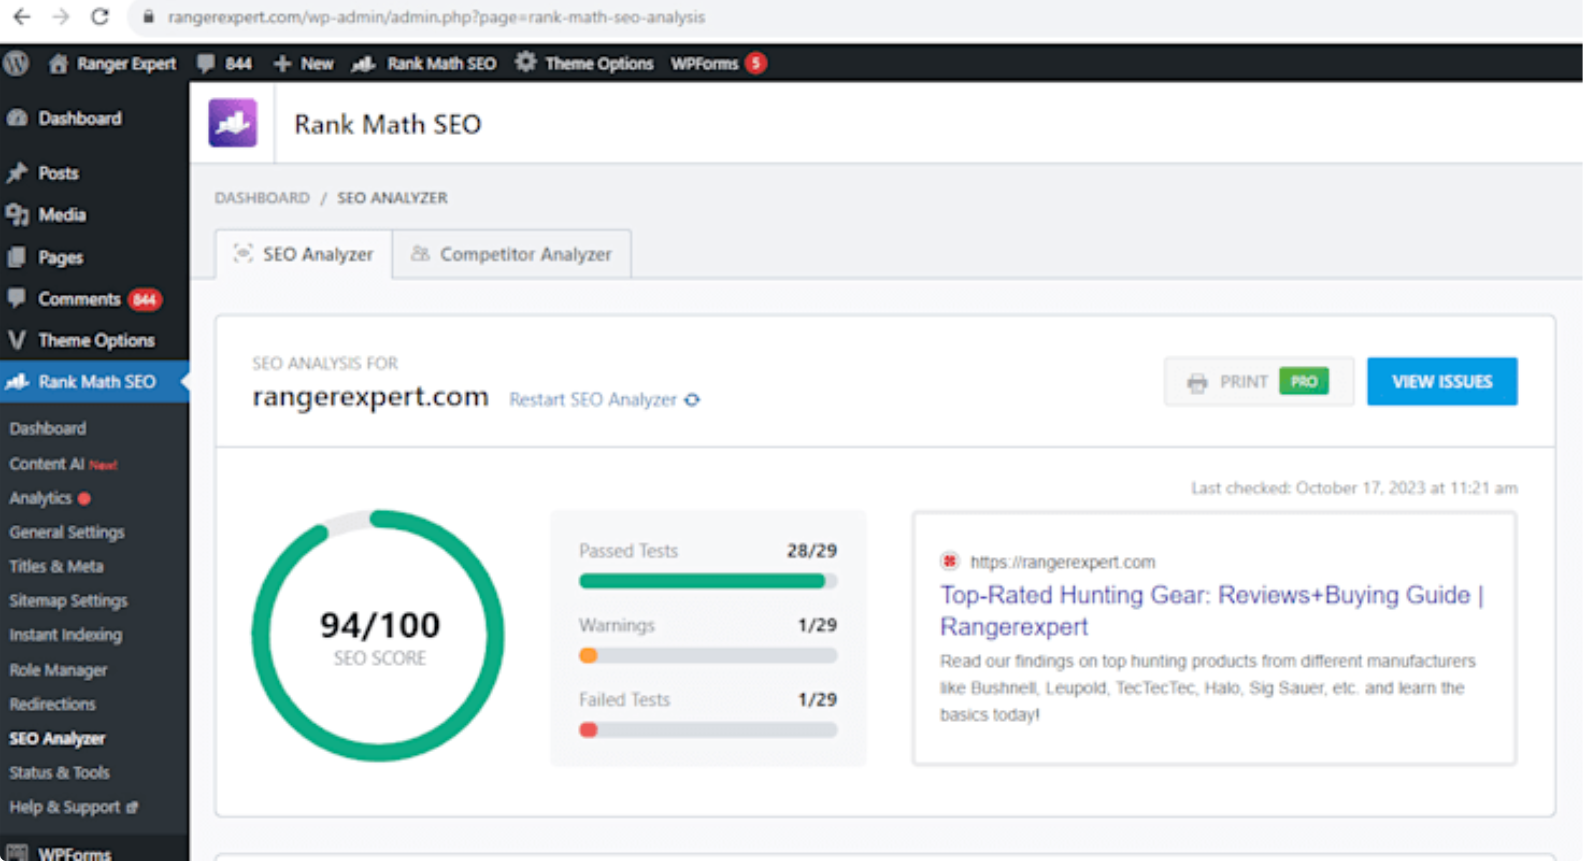 rangerexpert.com/wp-admin/admin.php?page=rank-math-seo-analysis
Ranger Expert 844 New Rank Math SEO Theme Options WPForms 5
Dashboard
Posts
Media
Pages
Comments 844
Theme Options
Rank Math SEO
Dashboard
Content AI New!
Analytics
General Settings
Titles & Meta
Sitemap Settings
Instant Indexing
Role Manager
Redirections
SEO Analyzer
Status & Tools
Help & Support
WPForms
Rank Math SEO
DASHBOARD / SEO ANALYZER
SEO Analyzer Competitor Analyzer
SEO ANALYSIS FOR
rangerexpert.com Restart SEO Analyzer
PRINT PRO VIEW ISSUES
Last checked: October 17, 2023 at 11:21 am
94/100
SEO SCORE
Passed Tests 28/29
Warnings 1/29
Failed Tests 1/29
https://rangerexpert.com
Top-Rated Hunting Gear: Reviews+Buying Guide |
Rangerexpert
Read our findings on top hunting products from different manufacturers
like Bushnell, Leupold, TecTecTec, Halo, Sig Sauer, etc. and learn the
basics today!